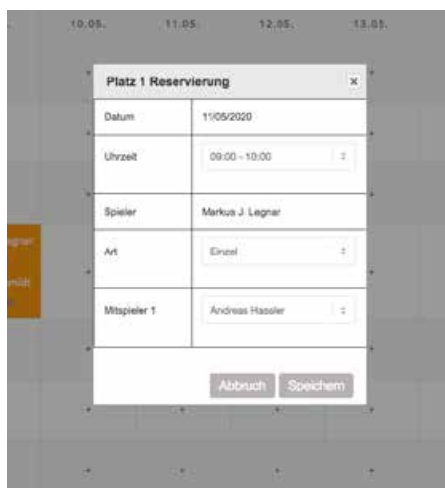 10.05. 11.05. 12.05. 13.05.
Platz 1 Reservierung
Datum 11/05/2020
Uhrzeit 09:00 - 10:00
Spieler Markus J. Legnar
Art Einzel
Mitspieler 1 Andreas Hassler
Abbruch Speichern